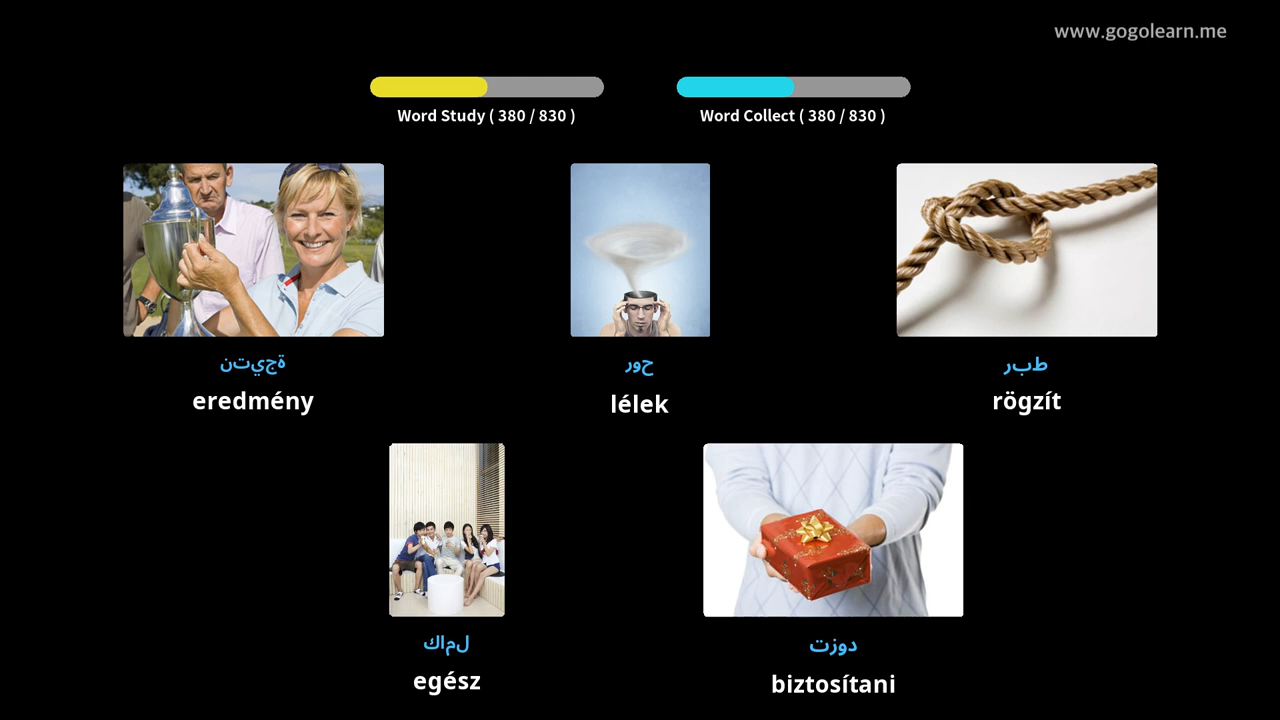 www.gogolearn.me
Word Study ( 380 / 830 )
Word Collect ( 380 / 830 )
ةجيتن
eredmény
حور
lélek
طبر
rögzít
لماك
egész
دوزت
biztosítani